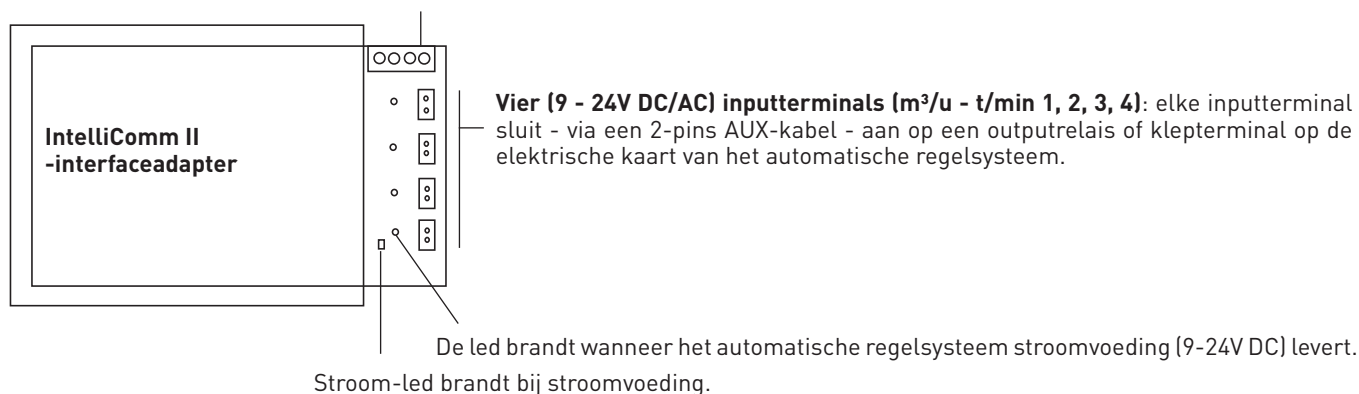 Vier (9 - 24V DC/AC) inputterminals (m³/u - t/min 1, 2, 3, 4): elke inputterminal
sluit - via een 2-pins AUX-kabel - aan op een outputrelais of klepterminal op de
elektrische kaart van het automatische regelsysteem.
IntelliComm II
-interfaceadapter
De led brandt wanneer het automatische regelsysteem stroomvoeding (9-24V DC) levert.
Stroom-led brandt bij stroomvoeding.